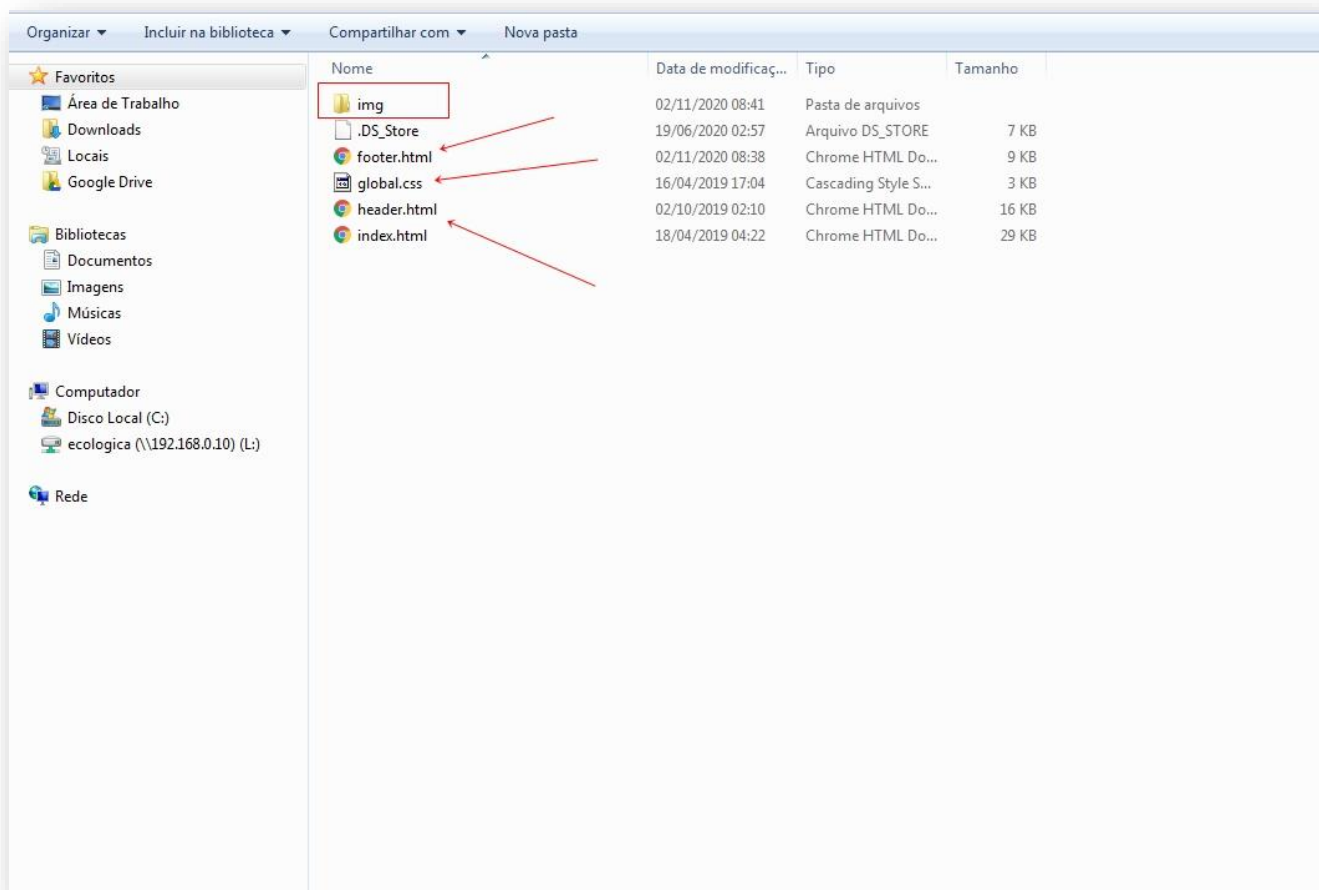 Organizar Incluir na biblioteca Compartilhar com Nova pasta
Favoritos
Área de Trabalho
Downloads
Locais
Google Drive
Bibliotecas
Documentos
Imagens
Músicas
Vídeos
Computador
Disco Local (C:)
ecologica (\\192.168.0.10) (L:)
Rede
Nome Data de modificaç... Tipo Tamanho
img 02/11/2020 08:41 Pasta de arquivos
.DS_Store 19/06/2020 02:57 Arquivo DS_STORE 7 KB
footer.html 02/11/2020 08:38 Chrome HTML Do... 9 KB
global.css 16/04/2019 17:04 Cascading Style S... 3 KB
header.html 02/10/2019 02:10 Chrome HTML Do... 16 KB
index.html 18/04/2019 04:22 Chrome HTML Do... 29 KB